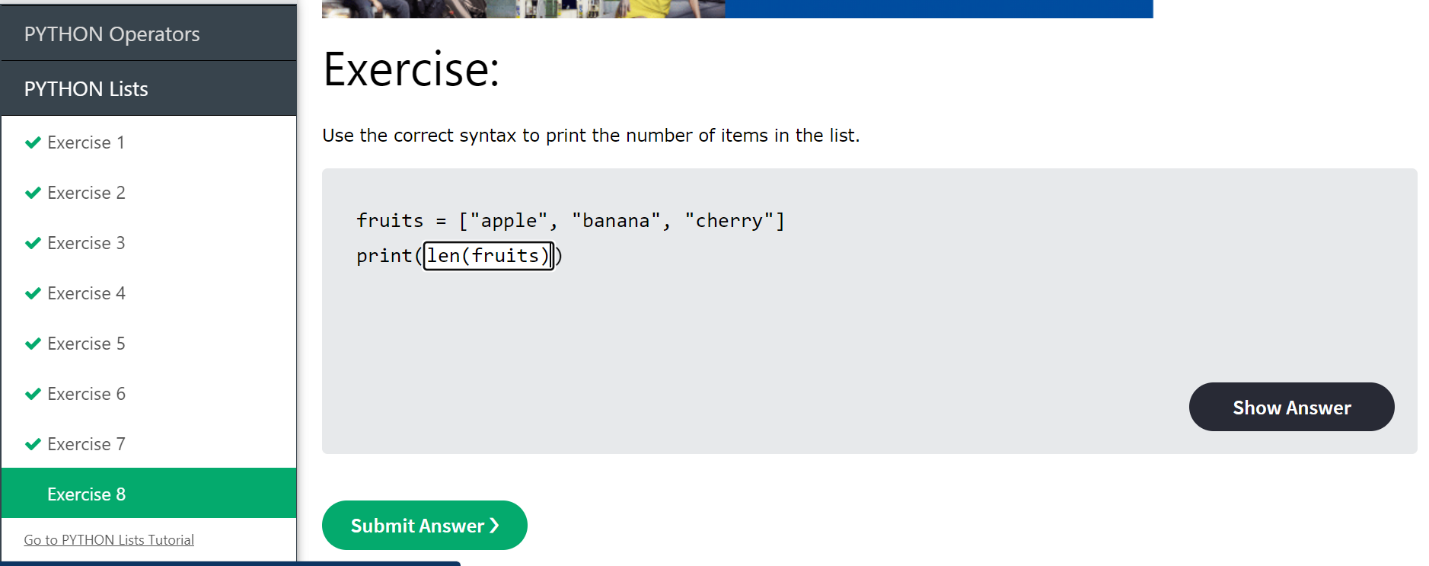 PYTHON Operators
PYTHON Lists
Exercise 1
Exercise 2
Exercise 3
Exercise 4
Exercise 5
Exercise 6
Exercise 7
Exercise 8
Go to PYTHON Lists Tutorial
Exercise:
Use the correct syntax to print the number of items in the list.
fruits = ["apple", "banana", "cherry"]
print(len(fruits))
Show Answer
Submit Answer ❯